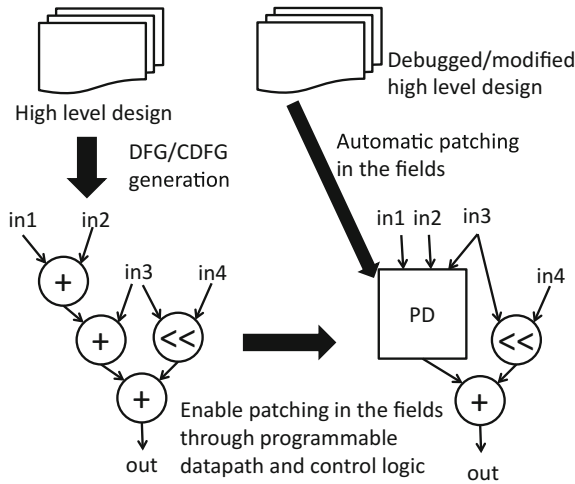 High level design
Debugged/modified
high level design
DFG/CDFG
generation
Automatic patching
in the fields
in1
in2
+
in3
in4
+
<<
+
out
in1
in2
in3
in4
PD
<<
+
out
Enable patching in the fields
through programmable
datapath and control logic